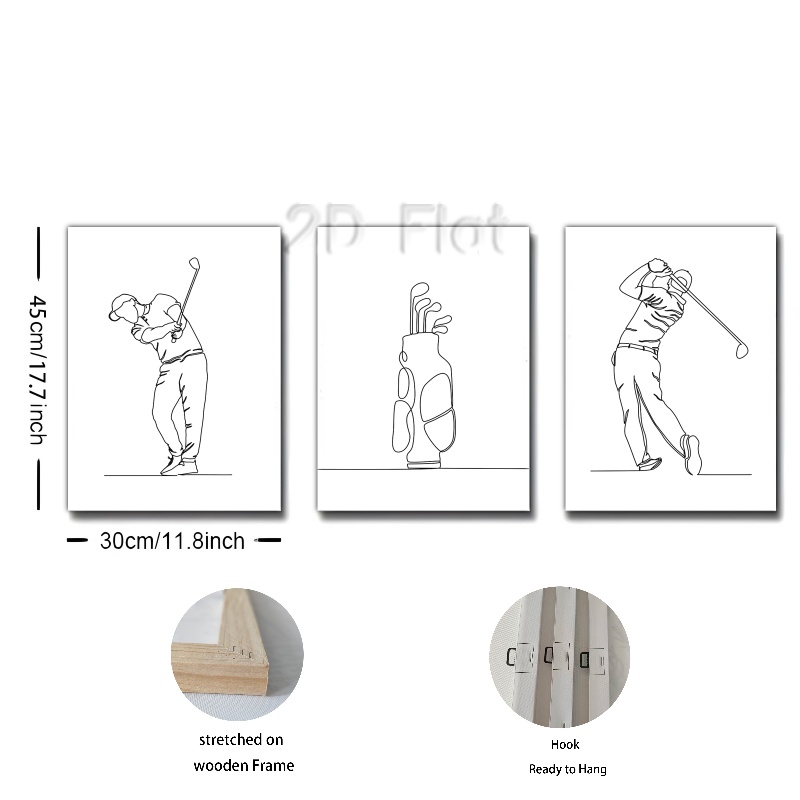 2D Flat
45cm/17.7inch
30cm/11.8inch
stretched on
wooden Frame
Hook
Ready to Hang